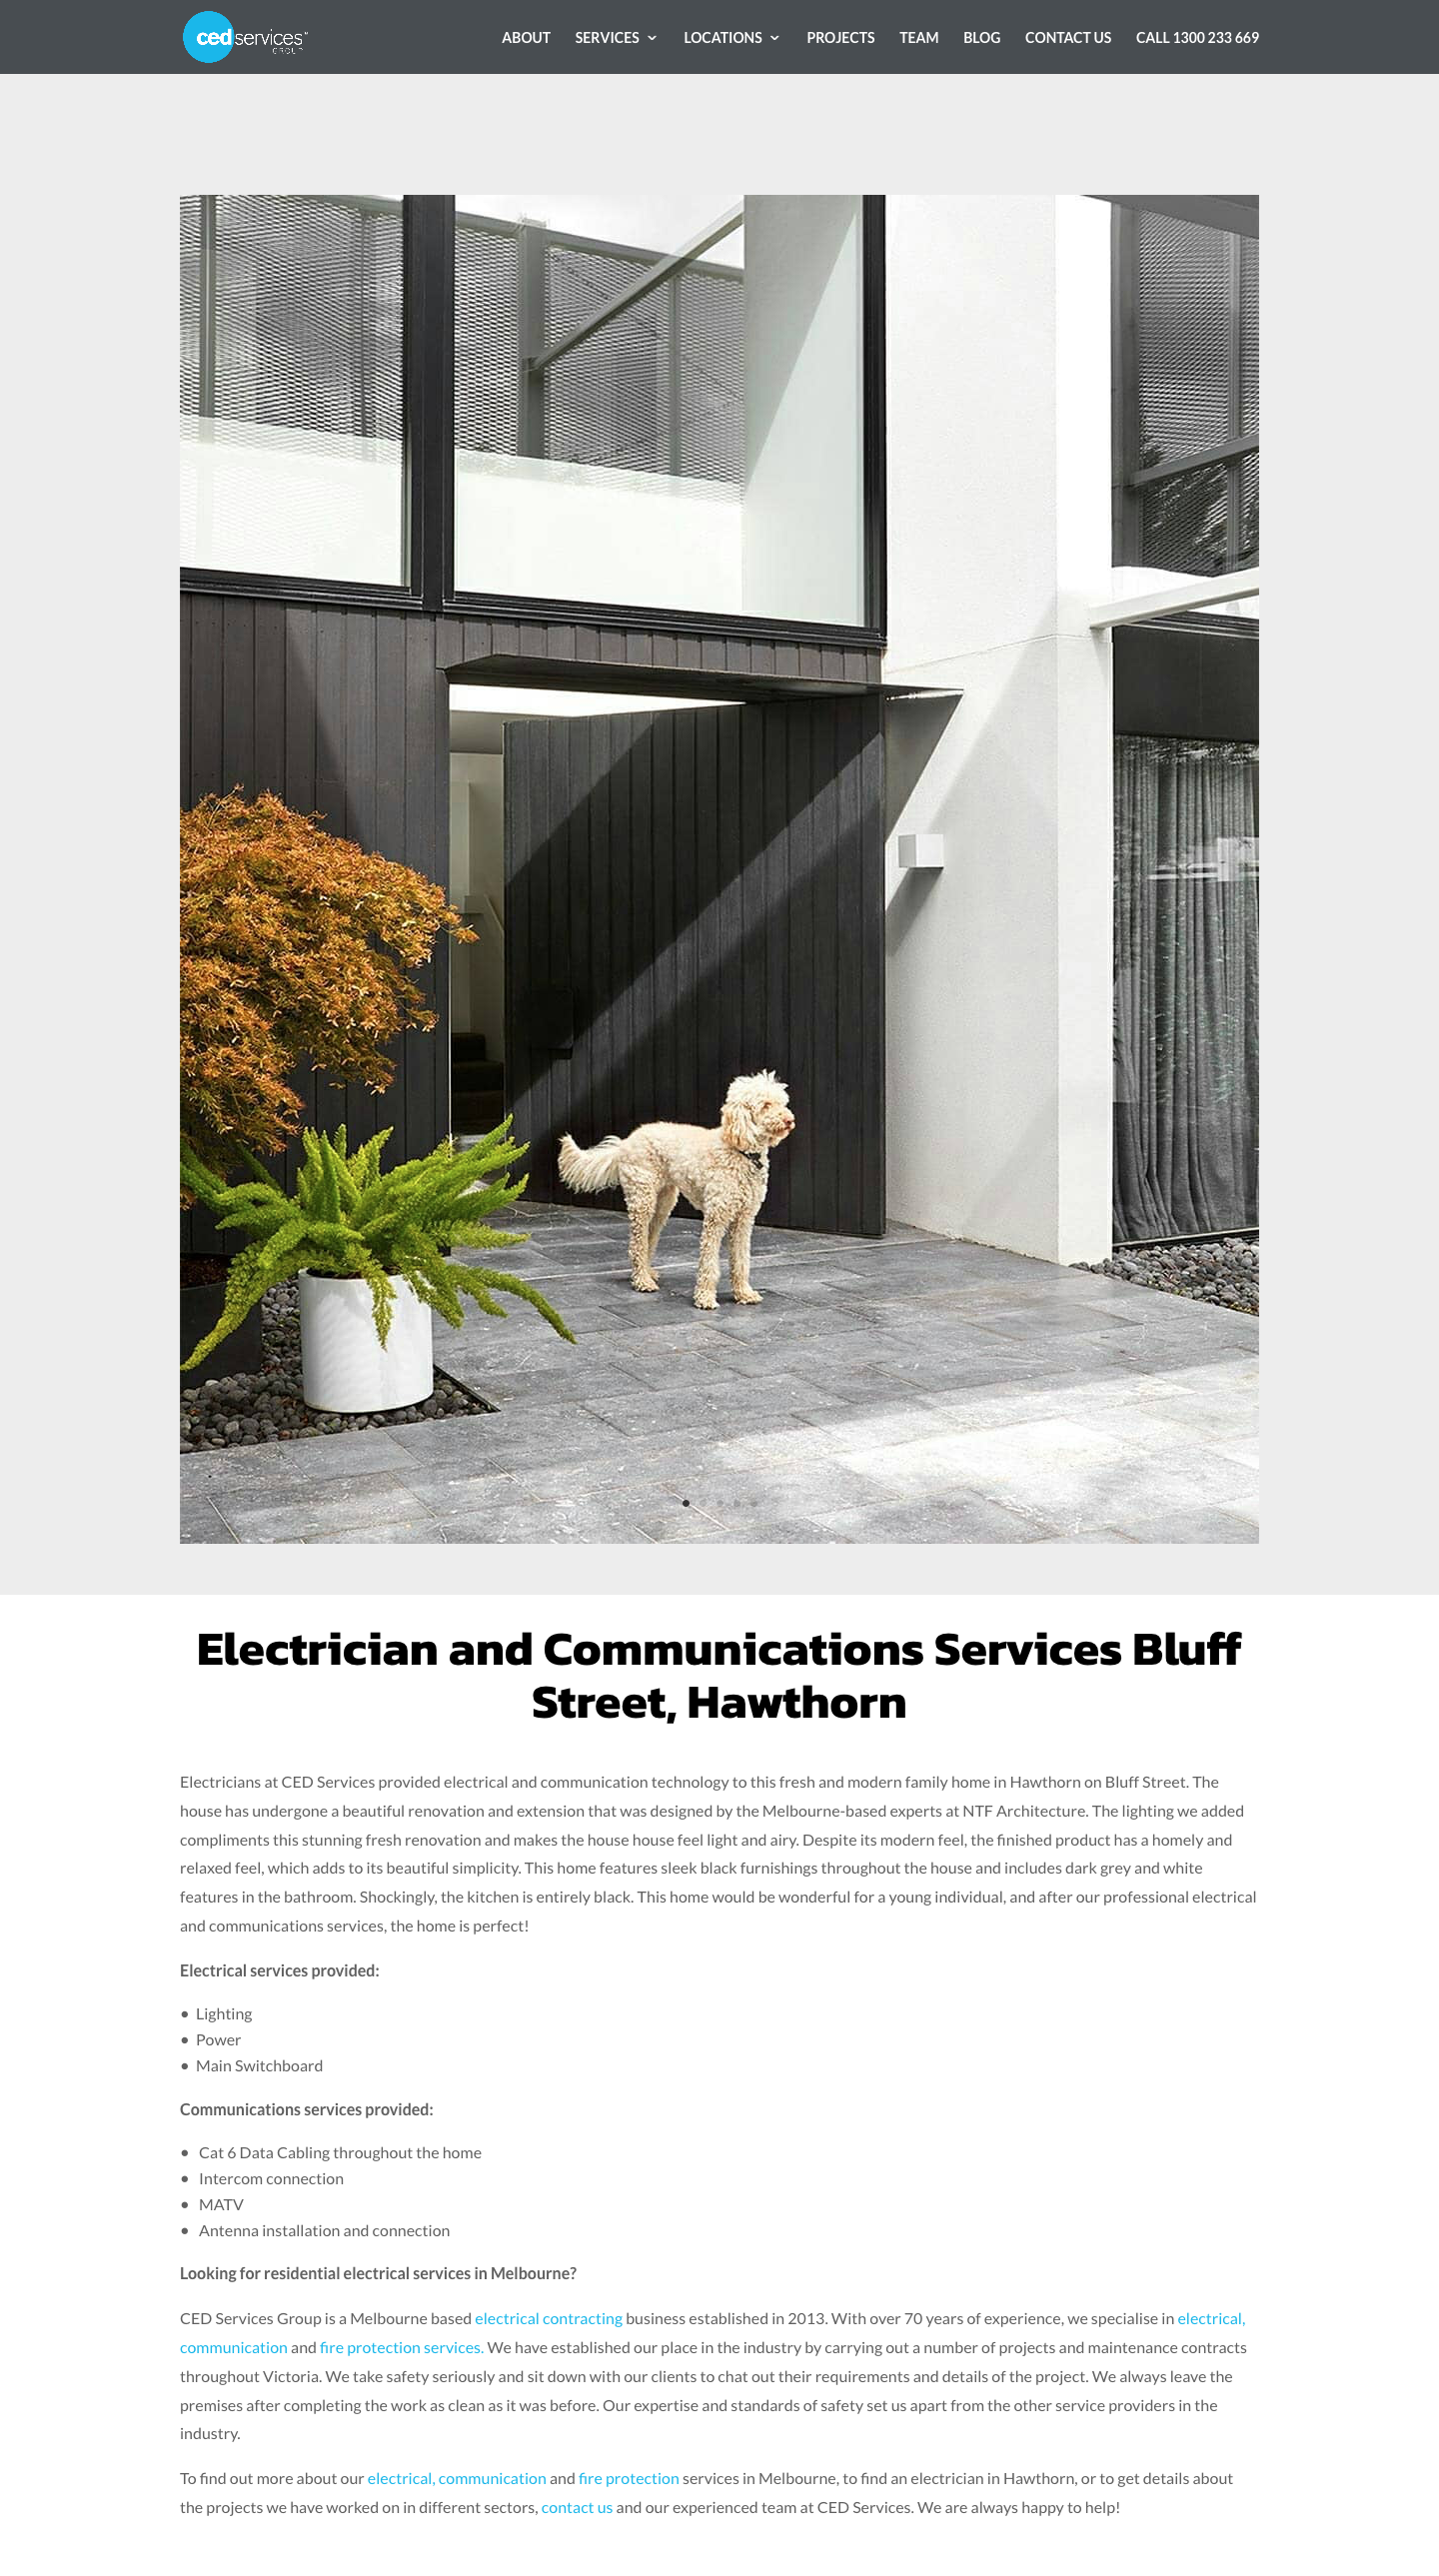 cedservices™
GROUP
ABOUT SERVICES LOCATIONS PROJECTS TEAM BLOG CONTACT US CALL 1300 233 669
Electrician and Communications Services Bluff
Street, Hawthorn
Electricians at CED Services provided electrical and communication technology to this fresh and modern family home in Hawthorn on Bluff Street. The
house has undergone a beautiful renovation and extension that was designed by the Melbourne-based experts at NTF Architecture. The lighting we added
compliments this stunning fresh renovation and makes the house house feel light and airy. Despite its modern feel, the finished product has a homely and
relaxed feel, which adds to its beautiful simplicity. This home features sleek black furnishings throughout the house and includes dark grey and white
features in the bathroom. Shockingly, the kitchen is entirely black. This home would be wonderful for a young individual, and after our professional electrical
and communications services, the home is perfect!
Electrical services provided:
• Lighting
• Power
• Main Switchboard
Communications services provided:
• Cat 6 Data Cabling throughout the home
• Intercom connection
• MATV
• Antenna installation and connection
Looking for residential electrical services in Melbourne?
CED Services Group is a Melbourne based electrical contracting business established in 2013. With over 70 years of experience, we specialise in electrical,
communication and fire protection services. We have established our place in the industry by carrying out a number of projects and maintenance contracts
throughout Victoria. We take safety seriously and sit down with our clients to chat out their requirements and details of the project. We always leave the
premises after completing the work as clean as it was before. Our expertise and standards of safety set us apart from the other service providers in the
industry.
To find out more about our electrical, communication and fire protection services in Melbourne, to find an electrician in Hawthorn, or to get details about
the projects we have worked on in different sectors, contact us and our experienced team at CED Services. We are always happy to help!